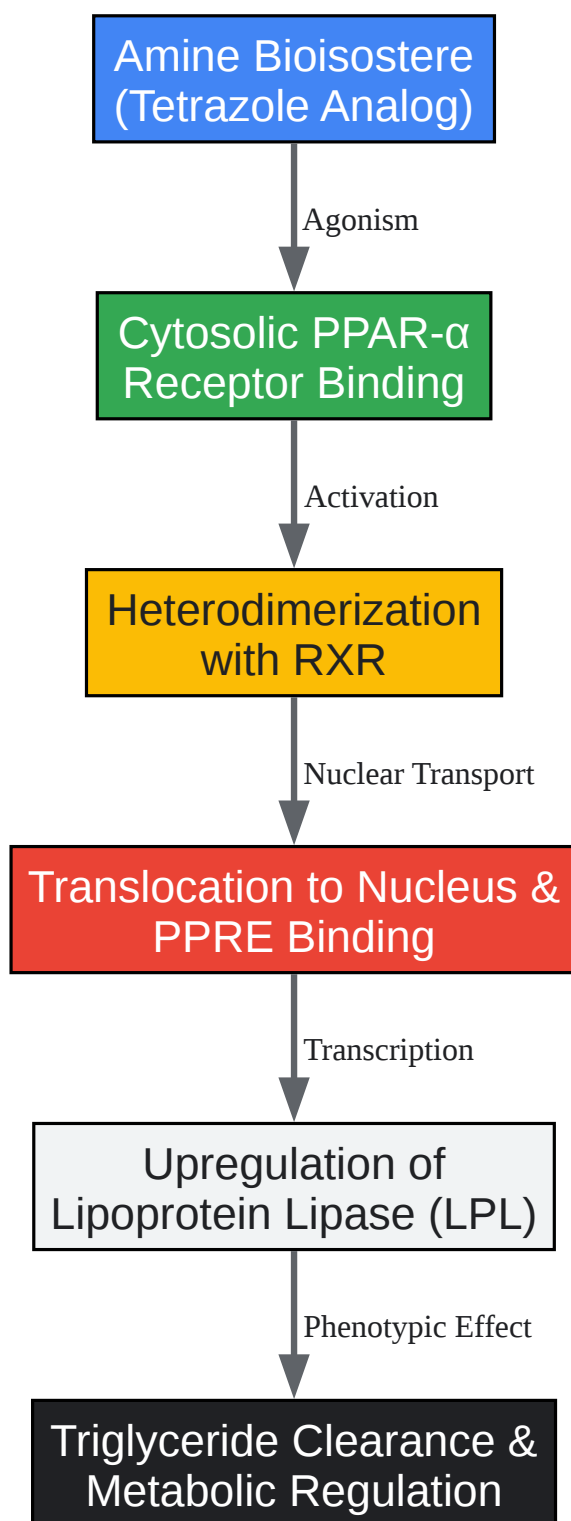 Amine Bioisostere
(Tetrazole Analog)
Agonism
Cytosolic PPAR-α
Receptor Binding
Activation
Heterodimerization
with RXR
Nuclear Transport
Translocation to Nucleus &
PPRE Binding
Transcription
Upregulation of
Lipoprotein Lipase (LPL)
Phenotypic Effect
Triglyceride Clearance &
Metabolic Regulation